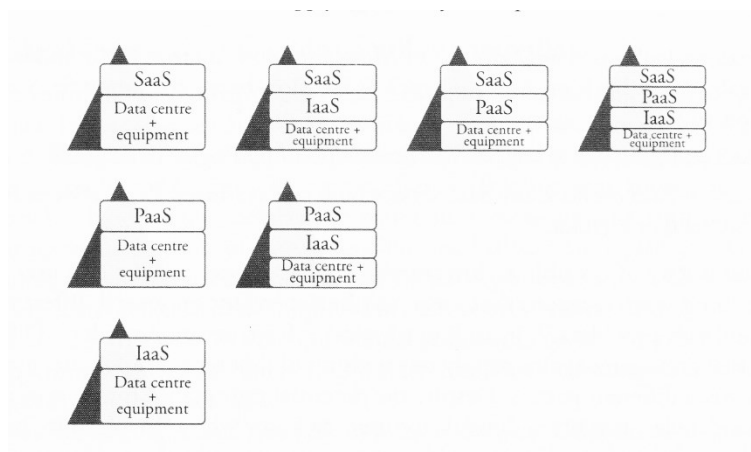 SaaS
Data centre
+
equipment
SaaS
IaaS
Data centre +
equipment
SaaS
PaaS
Data centre +
equipment
SaaS
PaaS
IaaS
Data centre +
equipment
PaaS
Data centre
+
equipment
PaaS
IaaS
Data centre +
equipment
IaaS
Data centre
+
equipment